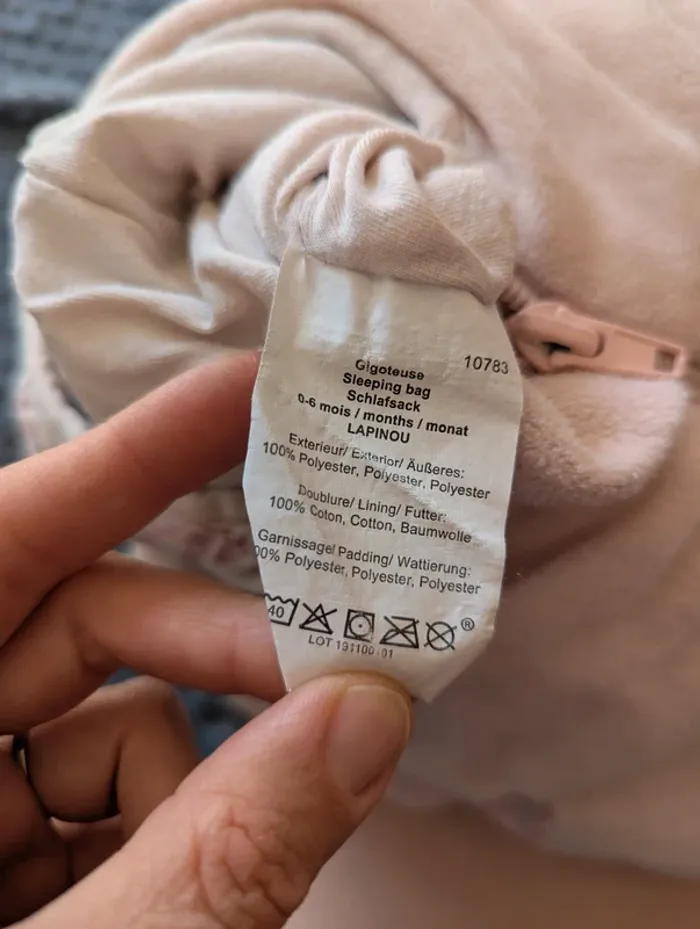 10783
Gigoteuse
Sleeping bag
Schlafsack
0-6 mois / months / monat
LAPINOU
Exterieur/ Exterior/ Äußeres:
100% Polyester, Polyester, Polyester
Doublure/ Lining/ Futter:
100% Coton, Cotton, Baumwolle
Garnissage/ Padding/ Wattierung:
00% Polyester, Polyester, Polyester
40 ®
LOT 191100-01